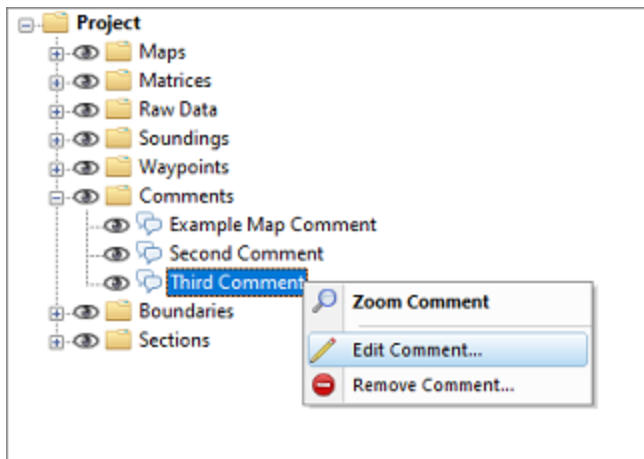 Project
Maps
Matrices
Raw Data
Soundings
Waypoints
Comments
Example Map Comment
Second Comment
Third Comment
Boundaries
Sections
Zoom Comment
Edit Comment...
Remove Comment...